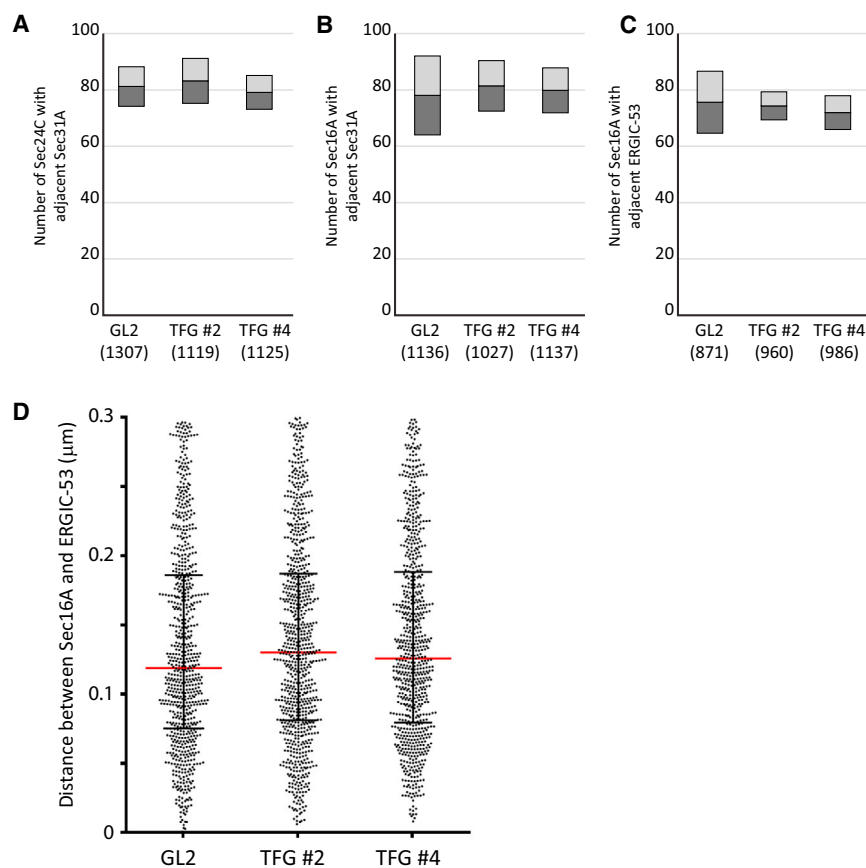 A
Number of Sec24C with
adjacent Sec31A
100
80
60
40
20
0
GL2 TFG #2 TFG #4
(1307) (1119) (1125)
B
Number of Sec16A with
adjacent Sec31A
100
80
60
40
20
0
GL2 TFG #2 TFG #4
(1136) (1027) (1137)
C
Number of Sec16A with
adjacent ERGIC-53
100
80
60
40
20
0
GL2 TFG #2 TFG #4
(871) (960) (986)
D
Distance between Sec16A and ERGIC-53 (μm)
0.3
0.2
0.1
0
GL2 TFG #2 TFG #4